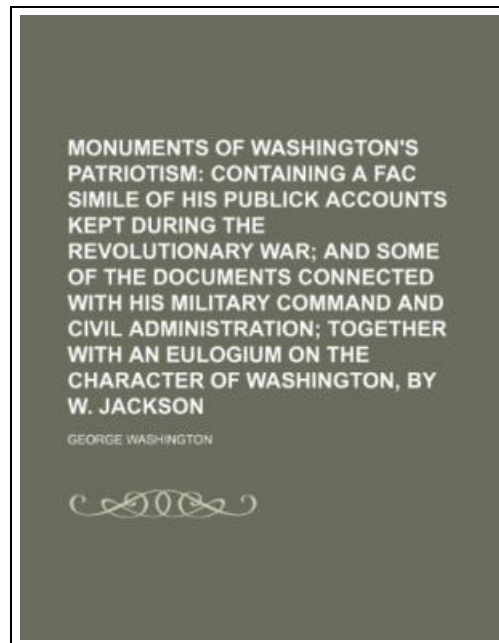 MONUMENTS OF WASHINGTON'S
PATRIOTISM: CONTAINING A FAC
SIMILE OF HIS PUBLICK ACCOUNTS
KEPT DURING THE
REVOLUTIONARY WAR; AND SOME
OF THE DOCUMENTS CONNECTED
WITH HIS MILITARY COMMAND AND
CIVIL ADMINISTRATION; TOGETHER
WITH AN EULOGIUM ON THE
CHARACTER OF WASHINGTON, BY
W. JACKSON
GEORGE WASHINGTON